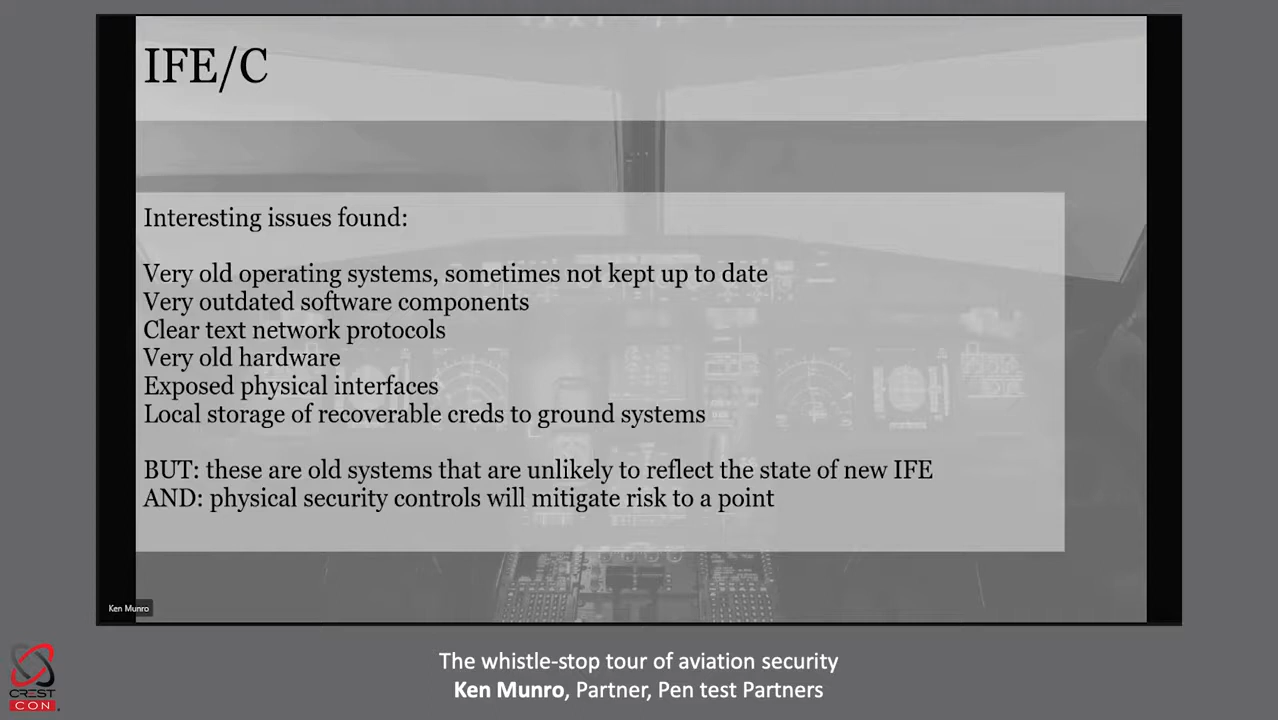 IFE/C
Interesting issues found:
Very old operating systems, sometimes not kept up to date
Very outdated software components
Clear text network protocols
Very old hardware
Exposed physical interfaces
Local storage of recoverable creds to ground systems
BUT: these are old systems that are unlikely to reflect the state of new IFE
AND: physical security controls will mitigate risk to a point
Ken Munro
The whistle-stop tour of aviation security
Ken Munro, Partner, Pen test Partners
CREST
CON